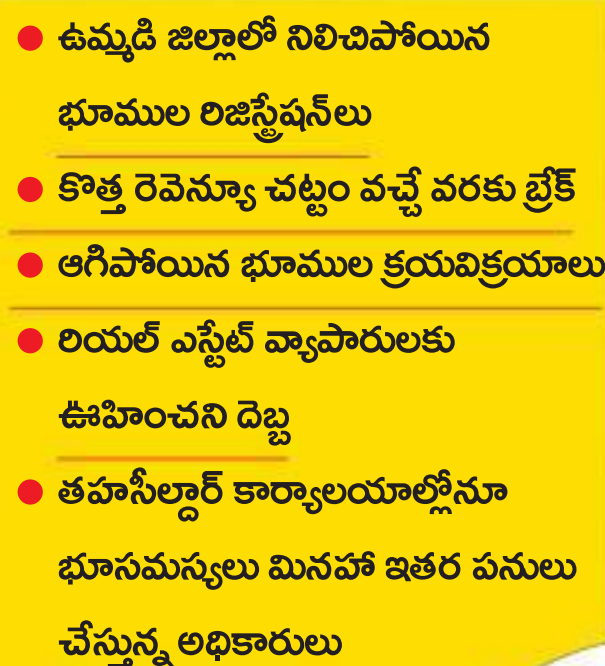 ● ఉమ్మడి జిల్లాలో నిలిచిపోయిన
భూముల రిజిస్ట్రేషన్‌లు
● కొత్త రెవెన్యూ చట్టం వచ్చే వరకు బ్రేక్
● ఆగిపోయిన భూముల క్రయవిక్రయాలు
● రియల్ ఎస్టేట్ వ్యాపారులకు
ఊహించని దెబ్బ
● తహసీల్దార్ కార్యాలయాల్లోనూ
భూసమస్యలు మినహా ఇతర పనులు
చేస్తున్న అధికారులు